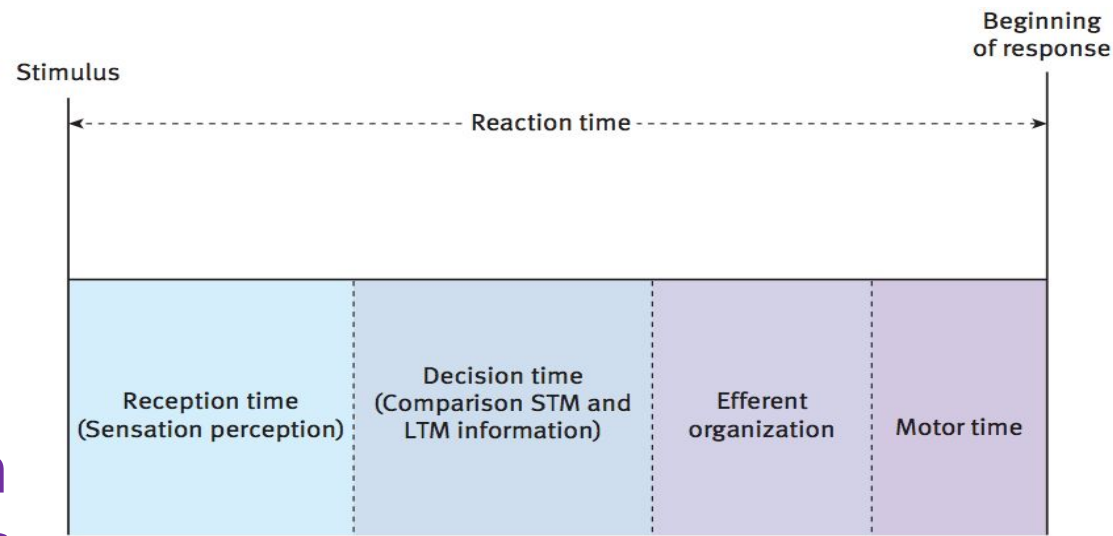 Beginning
of response
Stimulus
Reaction time
Reception time
(Sensation perception)
Decision time
(Comparison STM and
LTM information)
Efferent
organization
Motor time